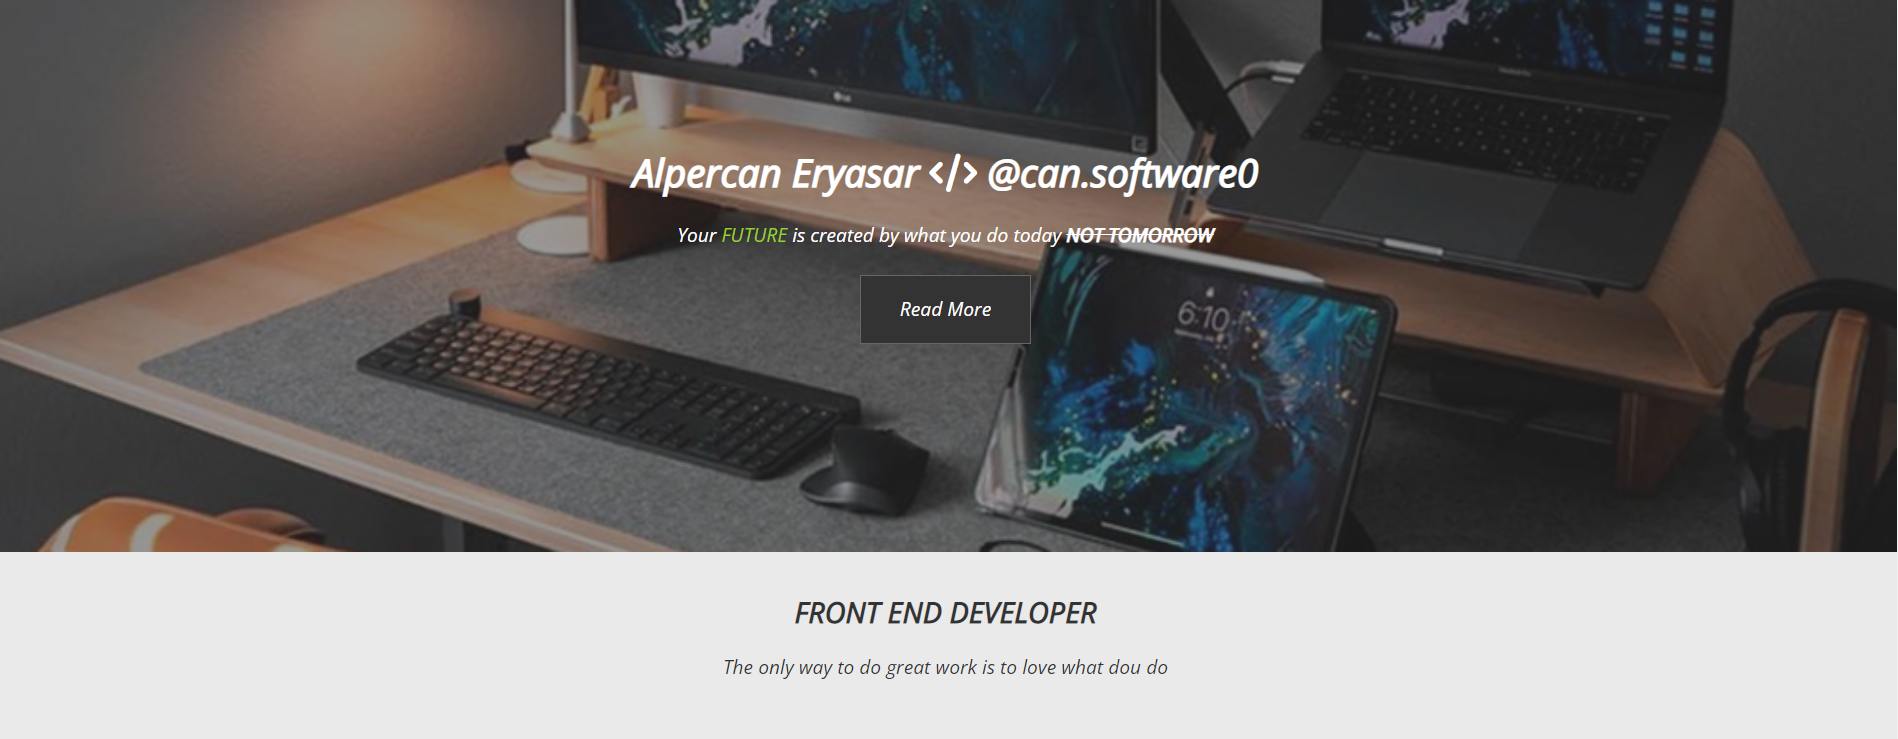 Alpercan Eryasar </> @can.software0
Your FUTURE is created by what you do today NOT TOMORROW
Read More
FRONT END DEVELOPER
The only way to do great work is to love what dou do
LG
6:10